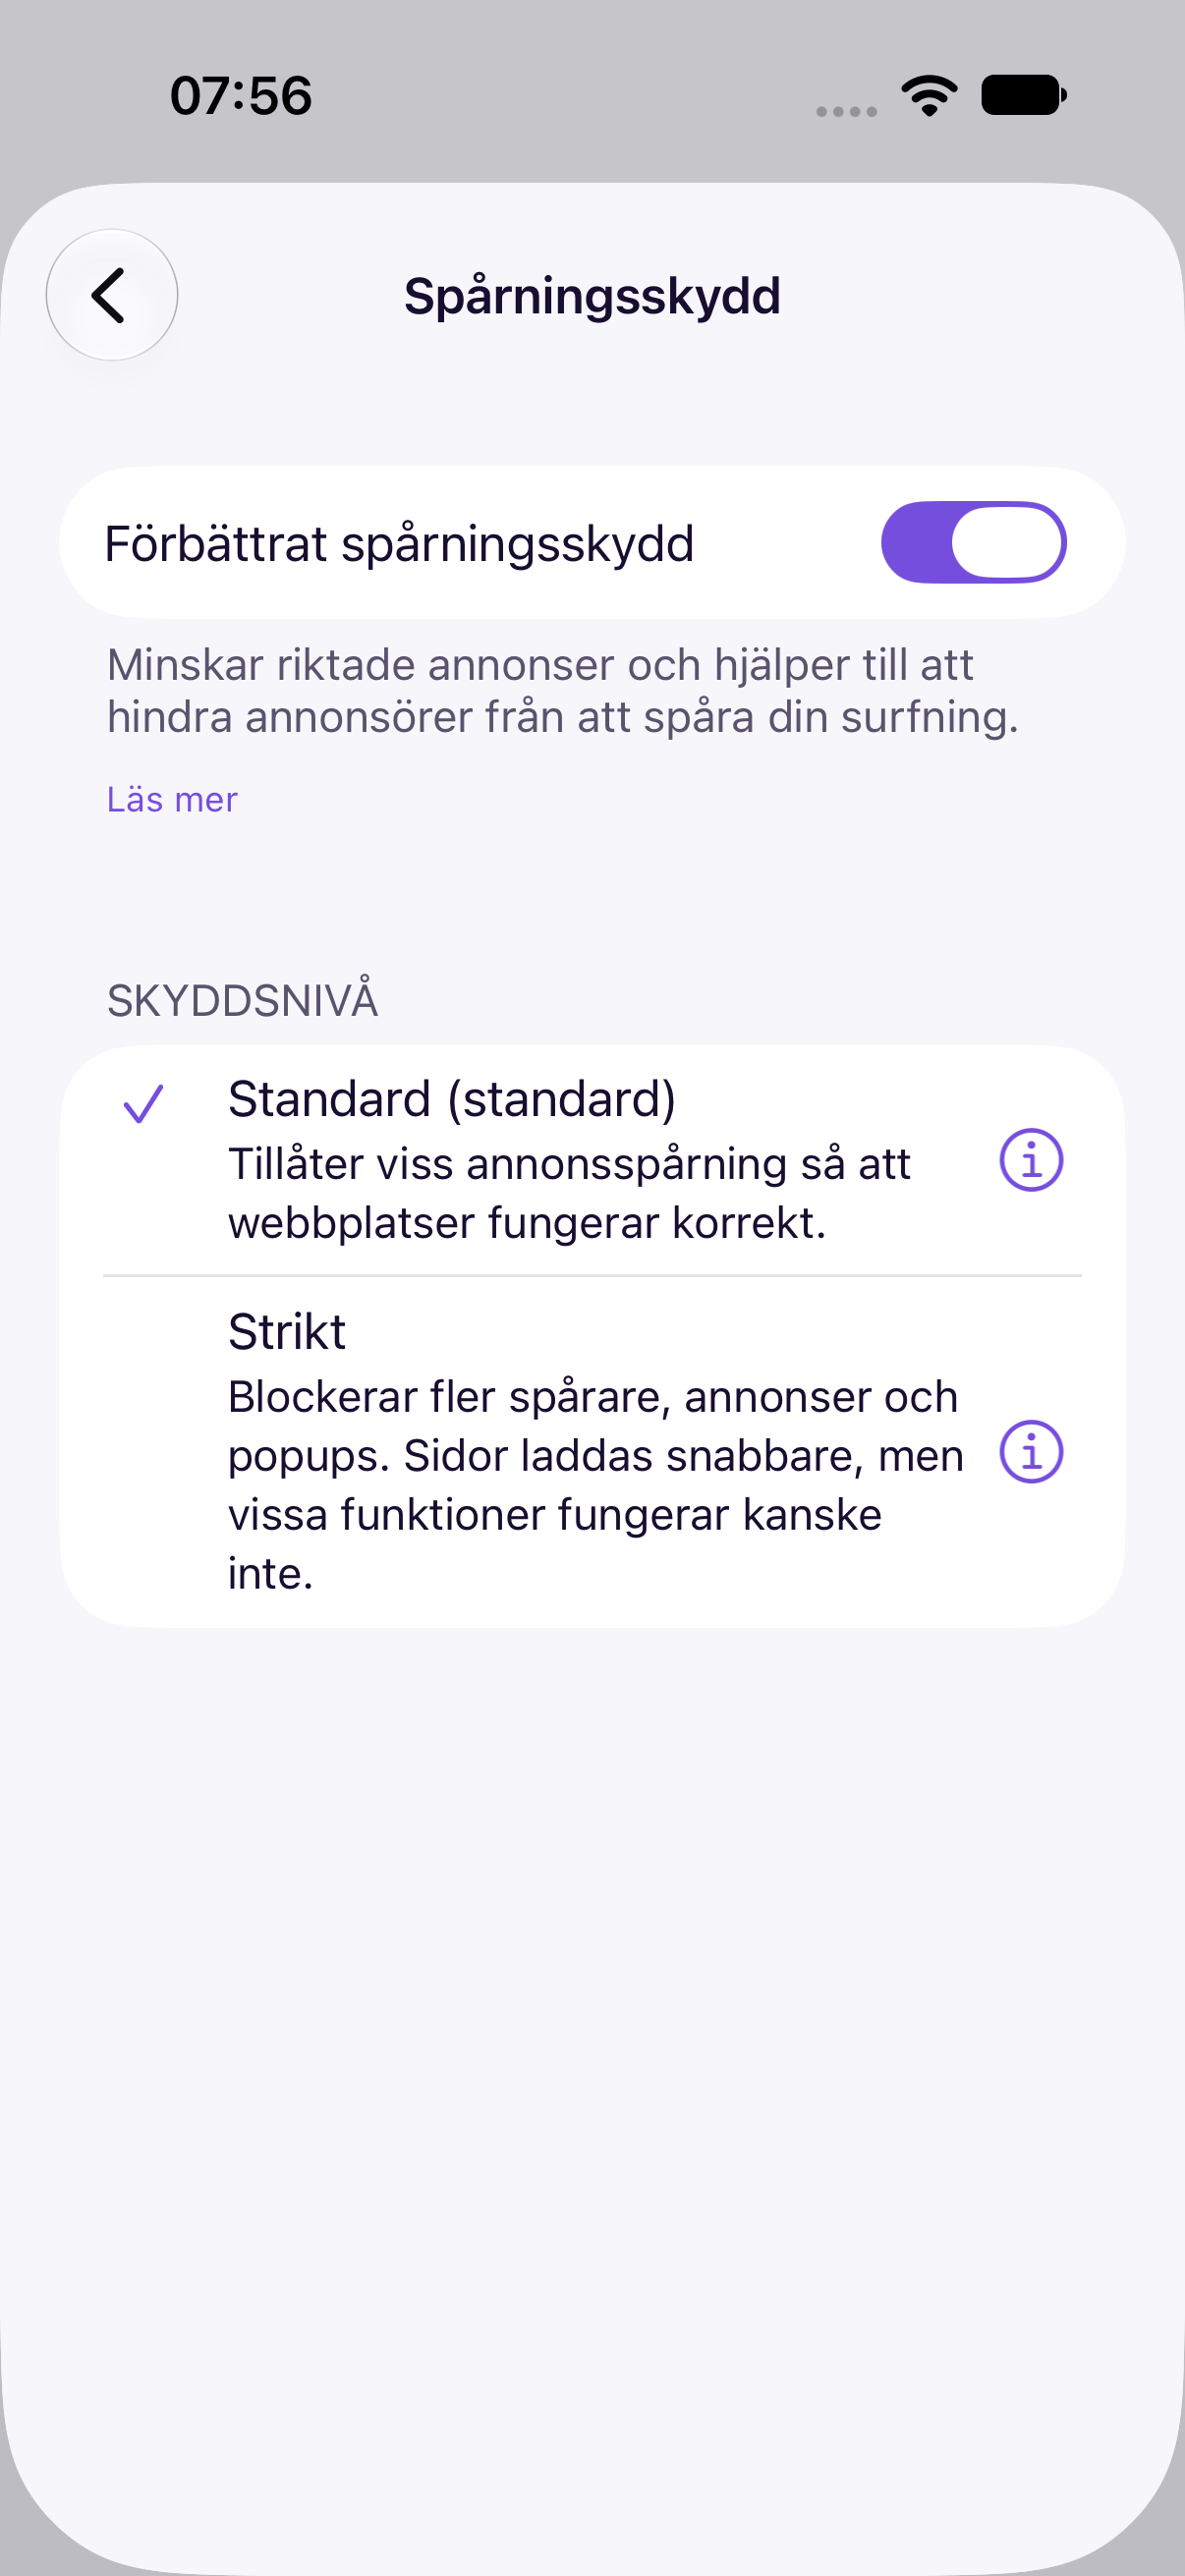 07:56
Spårningsskydd
Förbättrat spårningsskydd
Minskar riktade annonser och hjälper till att
hindra annonsörer från att spåra din surfning.
Läs mer
SKYDDSNIVÅ
Standard (standard)
Tillåter viss annonsspårning så att
webbplatser fungerar korrekt.
Strikt
Blockerar fler spårare, annonser och
popups. Sidor laddas snabbare, men
vissa funktioner fungerar kanske
inte.